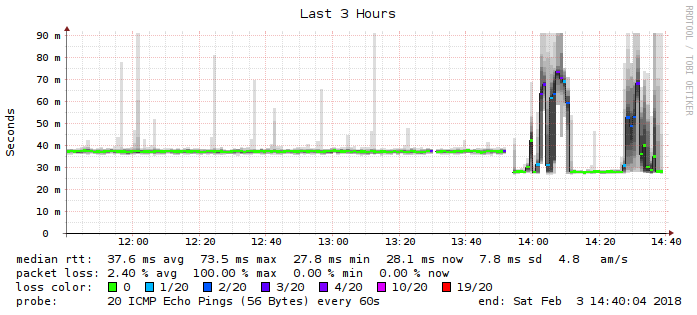 Last 3 Hours
RRDTOOL / TOBI OETIKER
Seconds
90 m
80 m
70 m
60 m
50 m
40 m
30 m
20 m
10 m
0
12:00 12:20 12:40 13:00 13:20 13:40 14:00 14:20 14:40
median rtt: 37.6 ms avg 73.5 ms max 27.8 ms min 28.1 ms now 7.8 ms sd 4.8 am/s
packet loss: 2.40 % avg 100.00 % max 0.00 % min 0.00 % now
loss color: 0 1/20 2/20 3/20 4/20 10/20 19/20
probe: 20 ICMP Echo Pings (56 Bytes) every 60s end: Sat Feb 3 14:40:04 2018